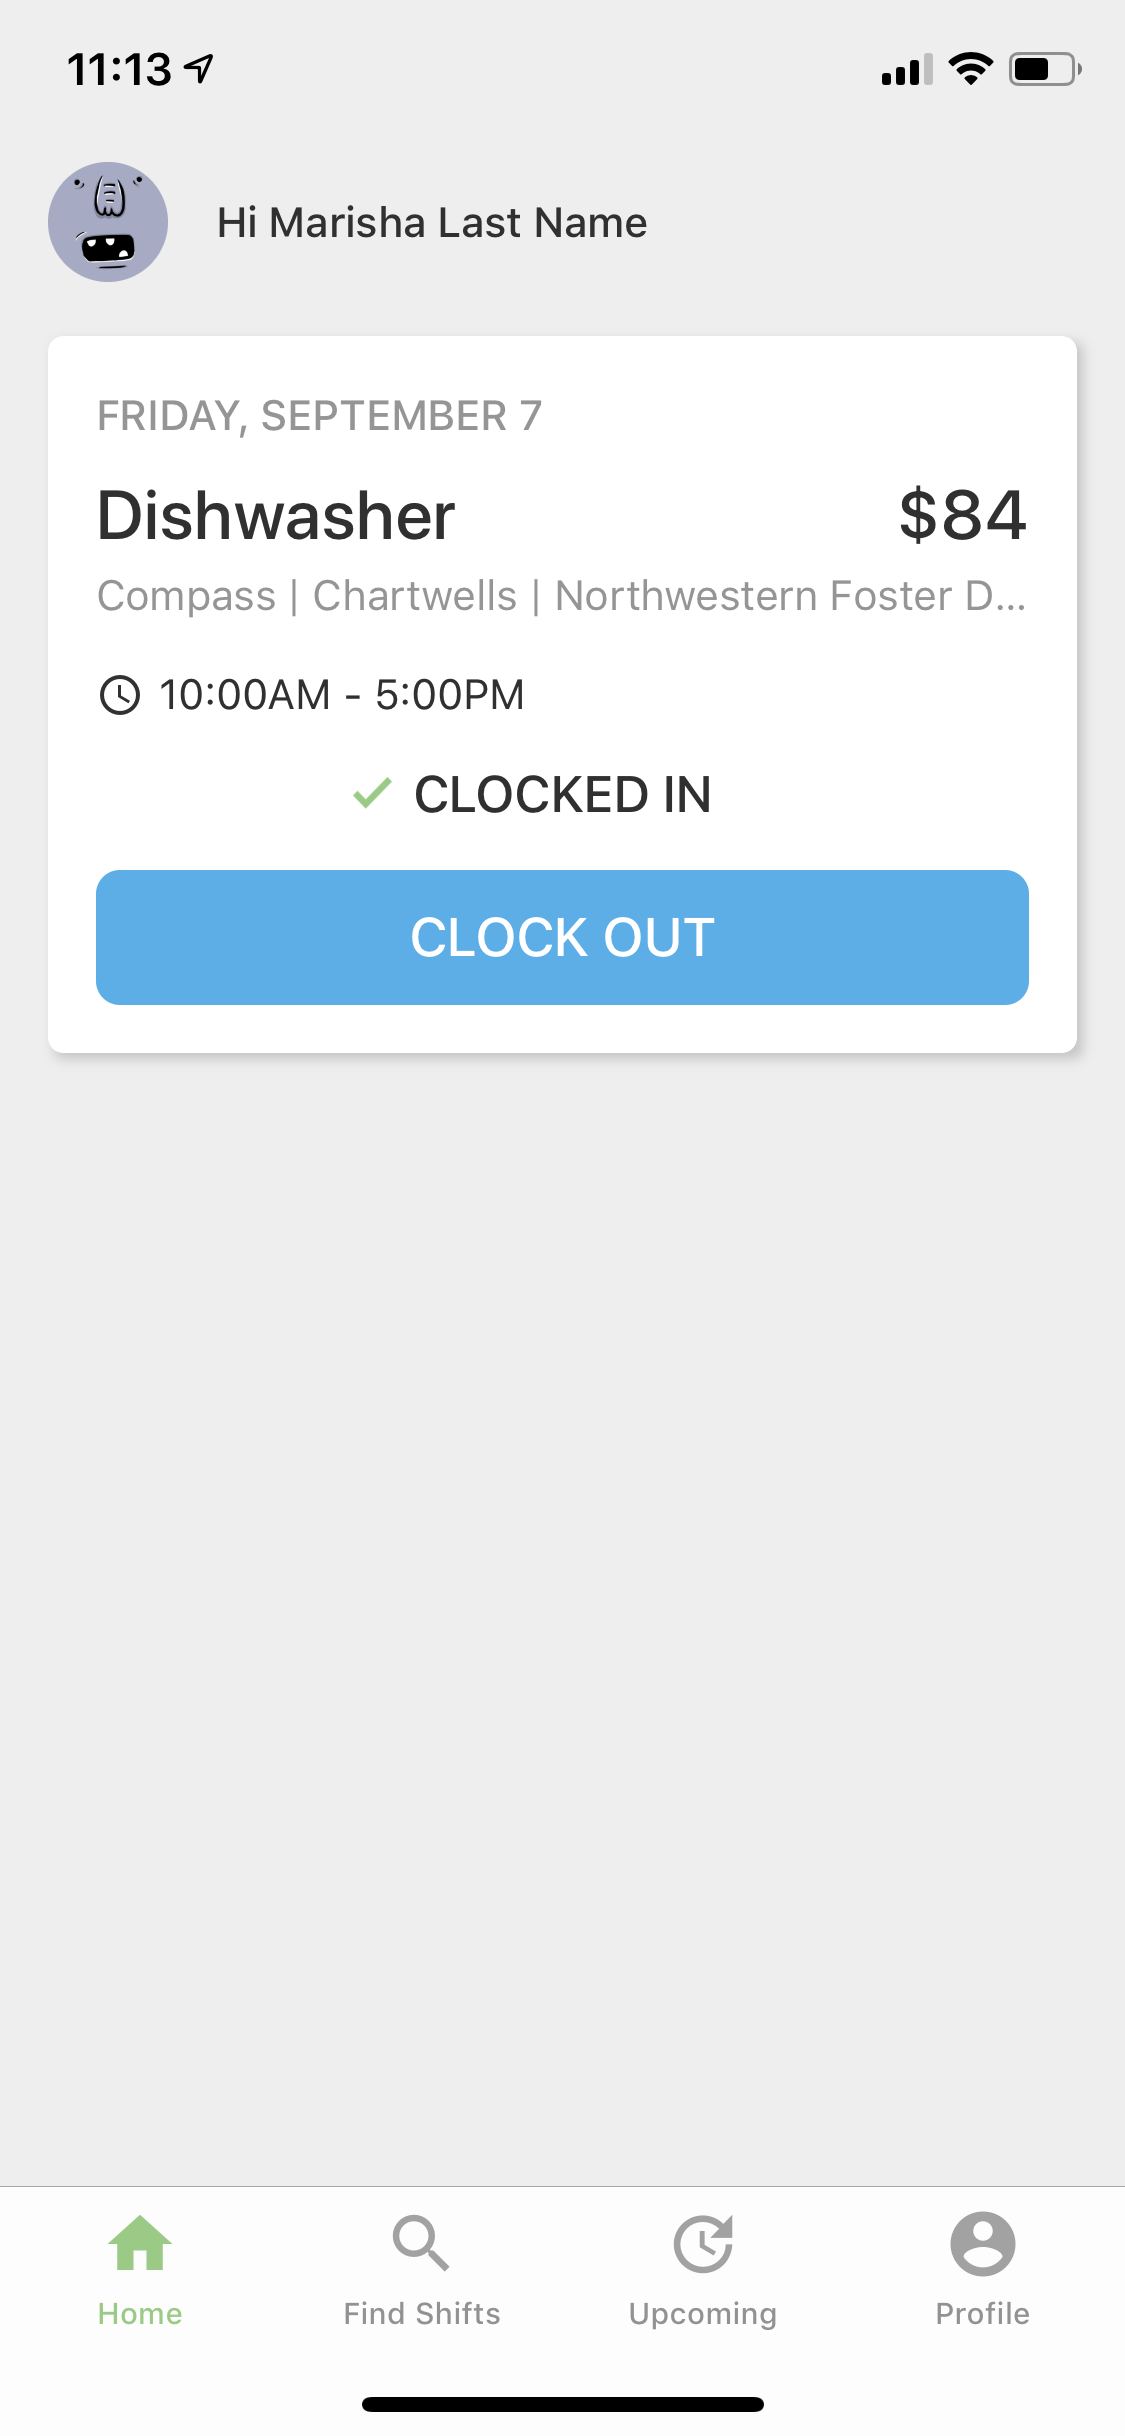 11:13
Hi Marisha Last Name
FRIDAY, SEPTEMBER 7
Dishwasher $84
Compass | Chartwells | Northwestern Foster D...
10:00AM - 5:00PM
CLOCKED IN
CLOCK OUT
Home Find Shifts Upcoming Profile